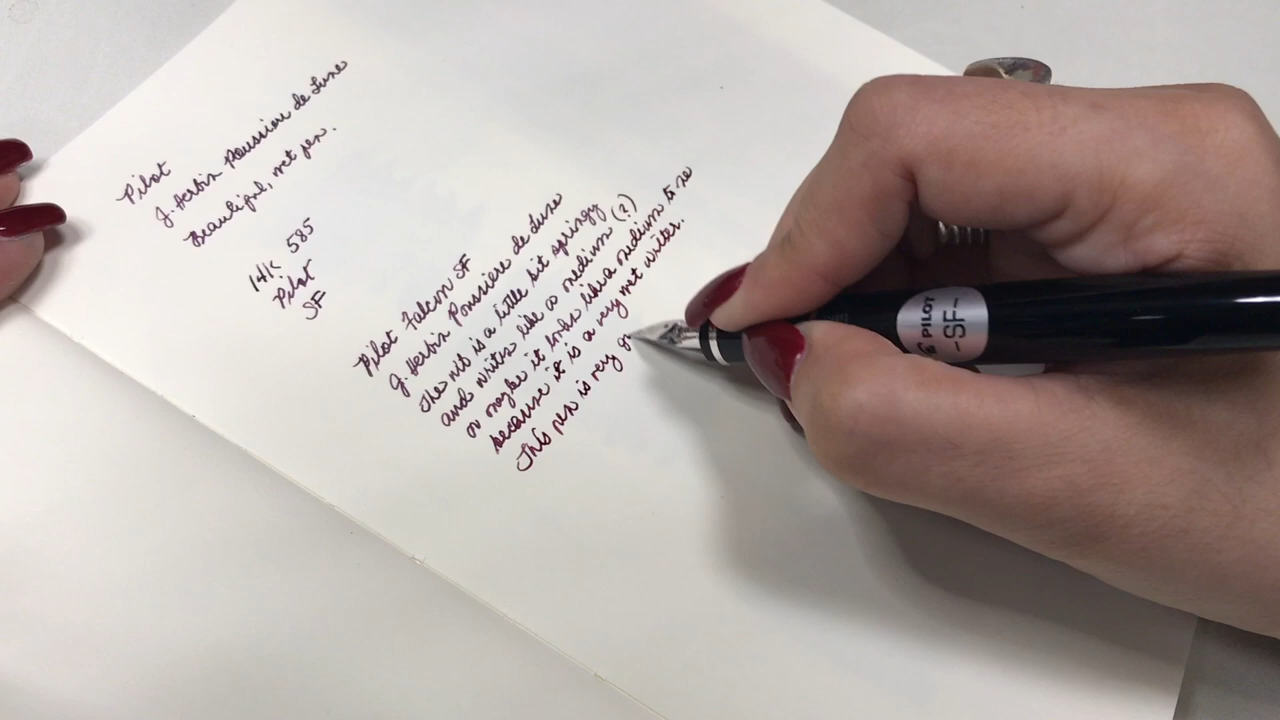 Pilot
J. Herbin Poussière de Lune
Beautiful, wet pen.
14K 585
Pilot
SF
Pilot Falcon SF
J. Herbin Poussiere de Lune
The nib is a little bit springy
and writes like a medium (?)
or maybe it looks like a medium to me
because it is a very wet writer.
This pen is very
PILOT
-SF-